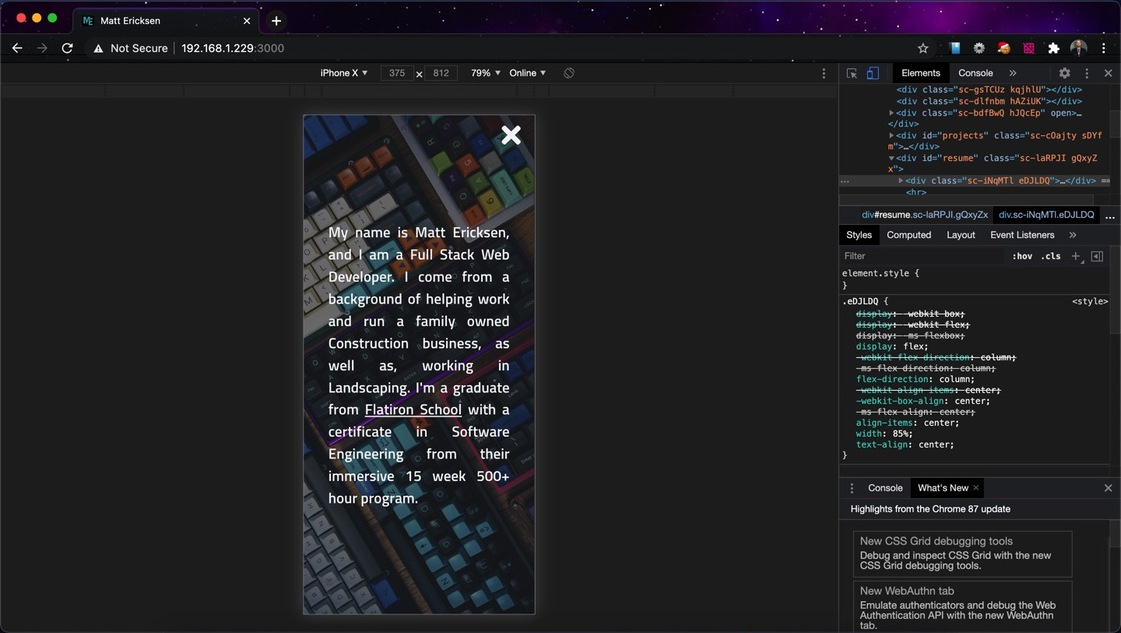 Matt Ericksen
Not Secure 192.168.1.229:3000
iPhone X 375 x 812 79% Online
My name is Matt Ericksen,
and I am a Full Stack Web
Developer. I come from a
background of helping work
and run a family owned
Construction business, as
well as, working in
Landscaping. I'm a graduate
from Flatiron School with a
certificate in Software
Engineering from their
immersive 15 week 500+
hour program.
Elements Console »
<div class="sc-gsTCUz kqjhlU"></div>
<div class="sc-dlfnbm hAZiUK"></div>
<div class="sc-bdfBwQ hJQcEp" open>…
</div>
<div id="projects" class="sc-cOajty sDYf
m">…</div>
<div id="resume" class="sc-laRPJI gQxyZ
x">
<div class="sc-iNqMTl eDJLDQ">…</div> ==
<hr>
div#resume.sc-laRPJI.gQxyZx div.sc-iNqMTl.eDJLDQ ...
Styles Computed Layout Event Listeners »
Filter :hov .cls +
element.style {
}
.eDJLDQ { <style>
display: -webkit-box;
display: -webkit-flex;
display: -ms-flexbox;
display: flex;
-webkit-flex-direction: column;
-ms-flex-direction: column;
flex-direction: column;
-webkit-align-items: center;
-webkit-box-align: center;
-ms-flex-align: center;
align-items: center;
width: 85%;
text-align: center;
}
Console What's New
Highlights from the Chrome 87 update
New CSS Grid debugging tools
Debug and inspect CSS Grid with the new
CSS Grid debugging tools.
New WebAuthn tab
Emulate authenticators and debug the Web
Authentication API with the new WebAuthn
tab.